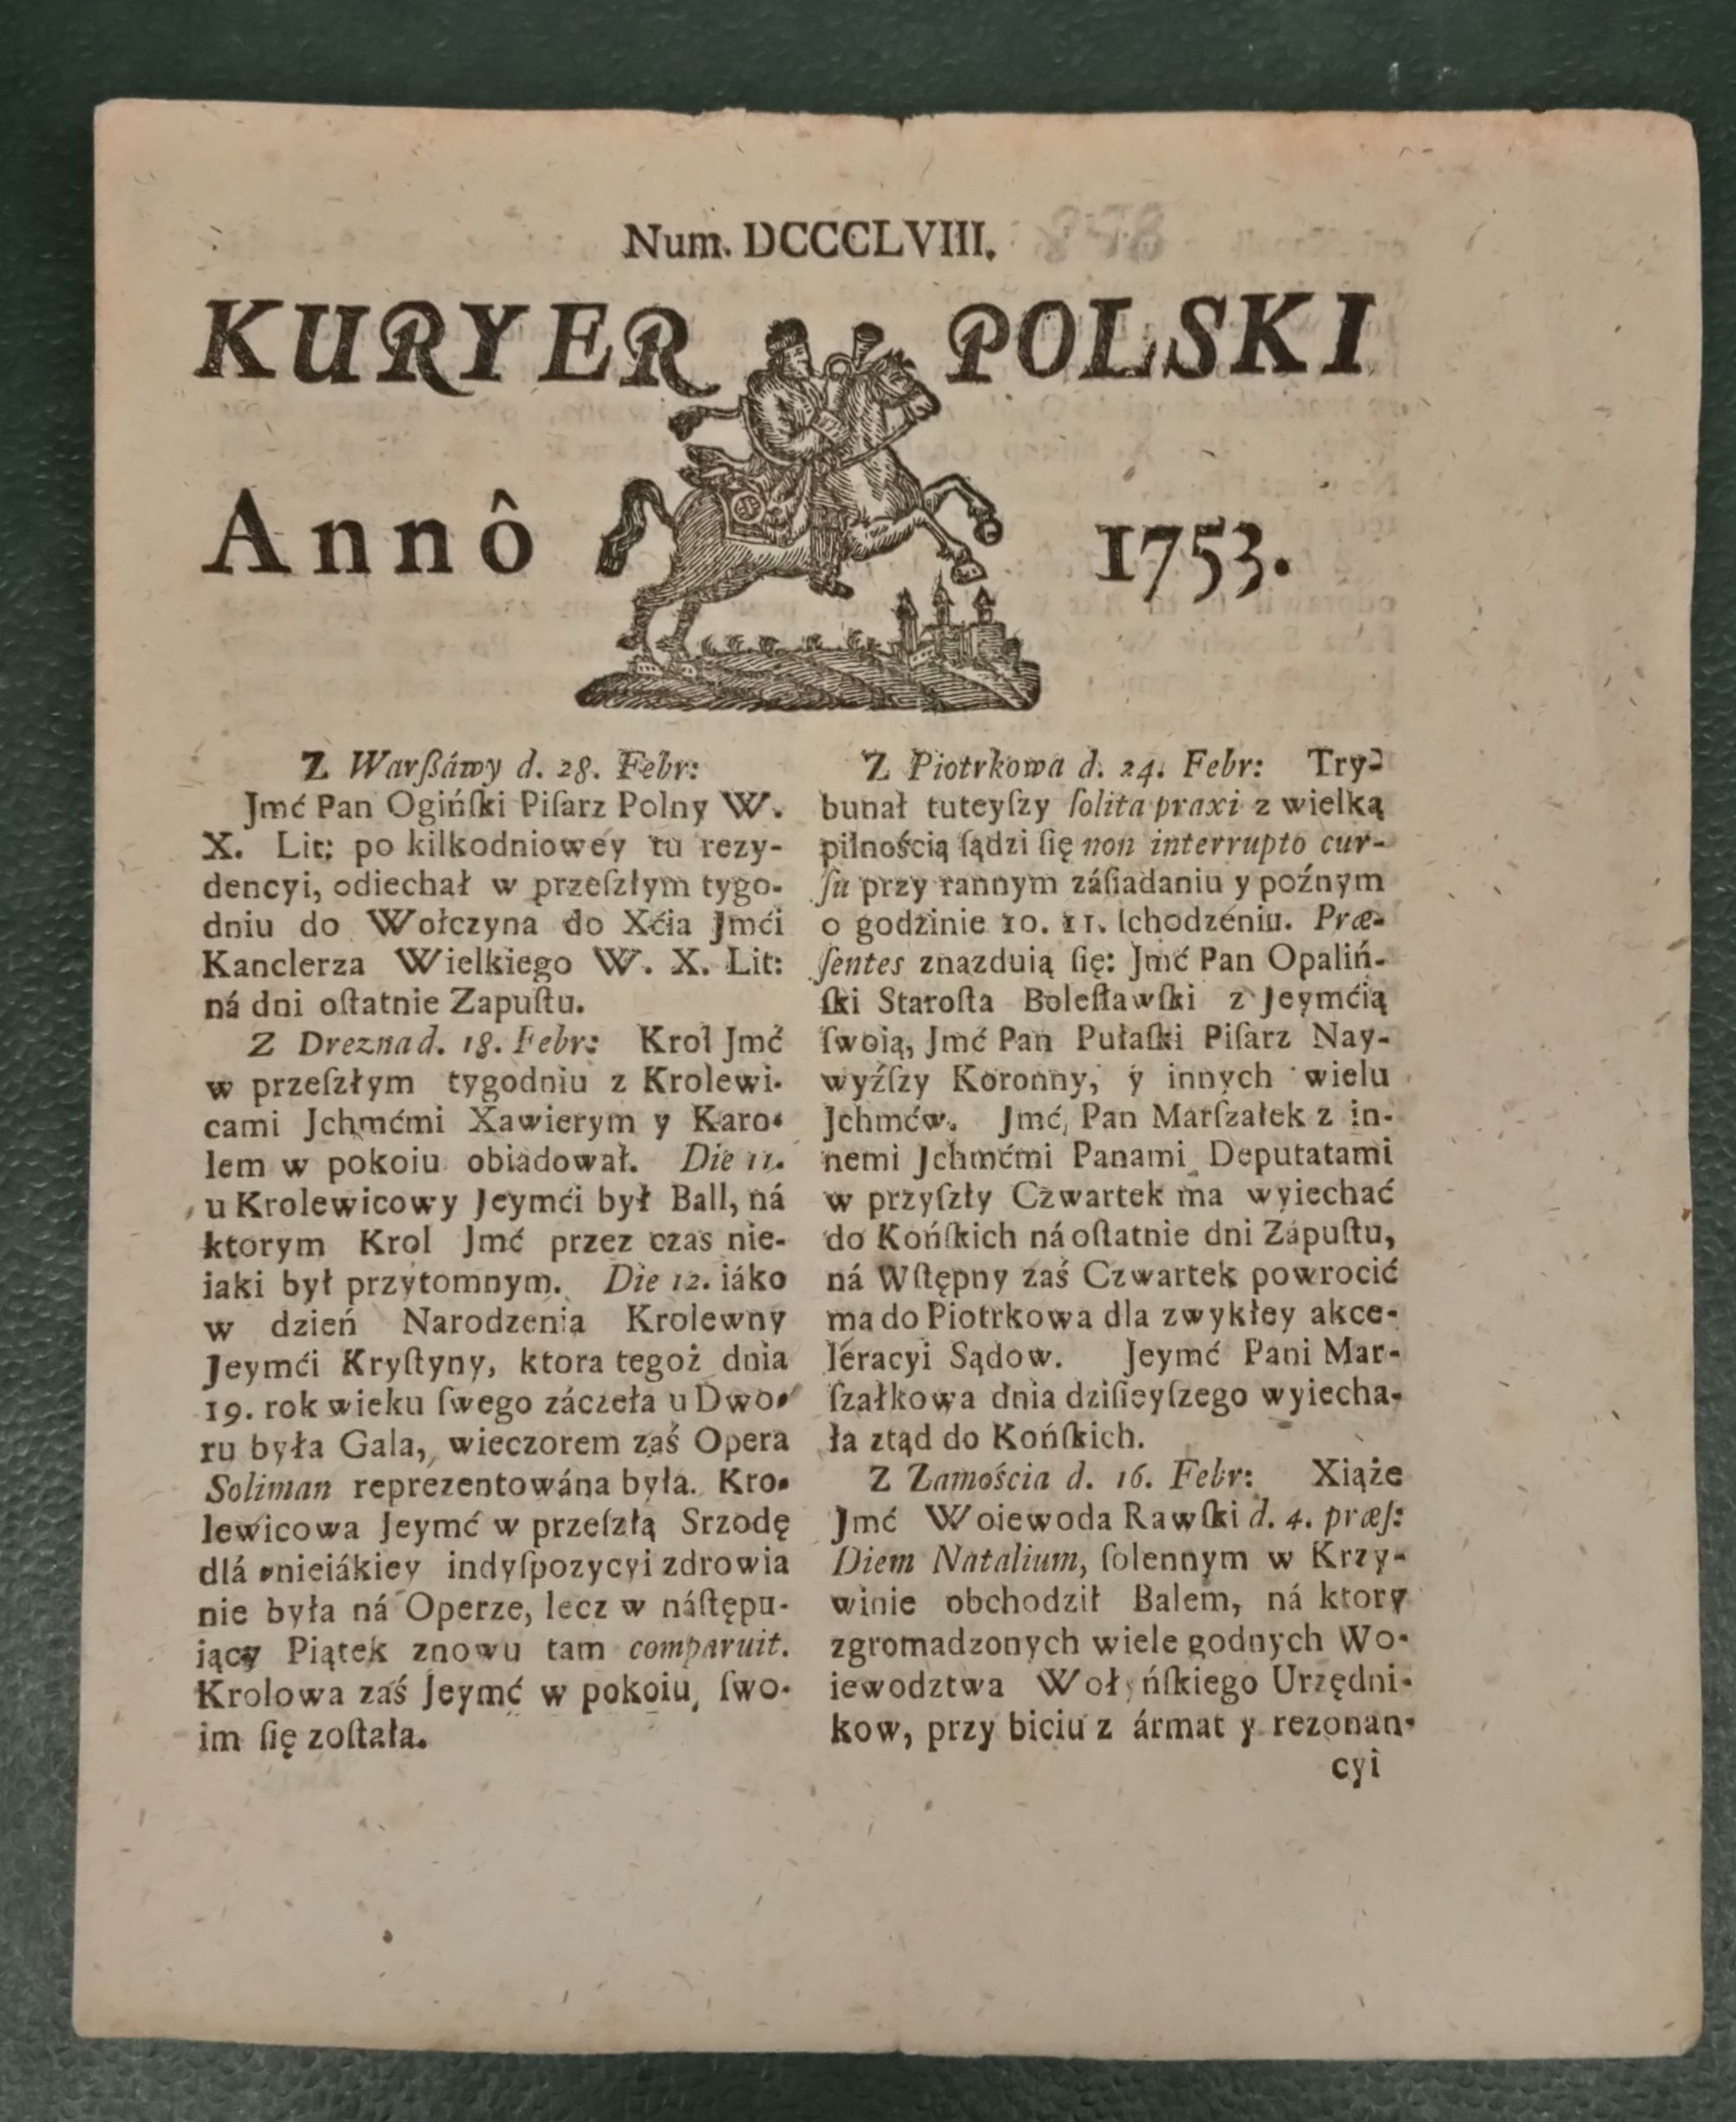 Num. DCCCLVIII.
858
KURYER POLSKI
Annô 1753.
Z Warßáwy d. 28. Febr:
Jmć Pan Ogińſki Piſarz Polny W.
X. Lit: po kilkodniowey tu rezy-
dencyi, odiechał w przeſzłym tygo-
dniu do Wołczyna do Xćia Jmći
Kanclerza Wielkiego W. X. Lit:
ná dni oſtatnie Zapuſtu.
Z Drezna d. 18. Febr: Krol Jmć
w przeſzłym tygodniu z Krolewi-
cami Jchmćmi Xawierym y Karo-
lem w pokoiu obiadował. Die 11.
u Krolewicowy Jeymći był Ball, ná
ktorym Krol Jmć przez czas nie-
iaki był przytomnym. Die 12. iáko
w dzień Narodzenia Krolewny
Jeymći Kryſtyny, ktora tegoż dnia
19. rok wieku ſwego záczeła u Dwo-
ru była Gala, wieczorem zaś Opera
Soliman reprezentowána była. Kro-
lewicowa Jeymć w przeſzłą Srzodę
dlá nieiákiey indyſpozycyi zdrowia
nie była ná Operze, lecz w náſtępu-
iący Piątek znowu tam comparuit.
Krolowa zaś Jeymć w pokoiu ſwo-
im ſię zoſtała.
Z Piotrkowa d. 24. Febr: Try-
bunał tuteyſzy ſolita praxi z wielką
pilnością ſądzi ſię non interrupto cur-
ſu przy rannym záſiadaniu y poźnym
o godzinie 10. 11. ſchodzéniu. Præ-
ſentes znazduią ſię: Jmć Pan Opaliń-
ſki Staroſta Boleſławſki z Jeymćią
ſwoią, Jmć Pan Pułaſki Piſarz Nay-
wyźſzy Koronny, y innych wielu
Jchmćw. Jmć Pan Marſzałek z in-
nemi Jchmćmi Panami Deputatami
w przyſzły Czwartek ma wyiechać
do Końſkich ná oſtatnie dni Zápuſtu,
ná Wſtępny zaś Czwartek powrocić
ma do Piotrkowa dla zwykłey akce-
léracyi Sądow. Jeymć Pani Mar-
ſzałkowa dnia dziſieyſzego wyiecha-
ła ztąd do Końſkich.
Z Zamościa d. 16. Febr: Xiąże
Jmć Woiewoda Rawſki d. 4. præſ:
Diem Natalium, ſolennym w Krzy-
winie obchodził Balem, ná ktory
zgromadzonych wiele godnych Wo-
iewodztwa Wołyńſkiego Urzędni-
kow, przy biciu z ármat y rezonan-
cyi